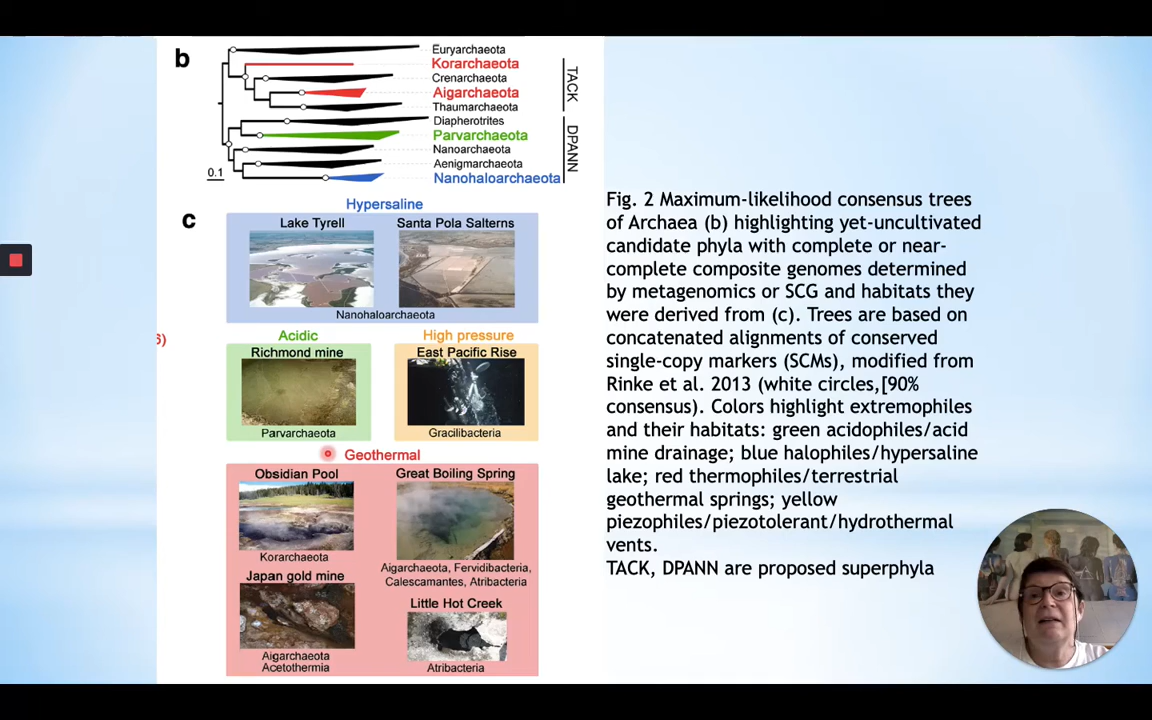 b
Euryarchaeota
Korarchaeota
Crenarchaeota
Aigarchaeota
Thaumarchaeota
TACK
Diapherotrites
Parvarchaeota
Nanoarchaeota
Aenigmarchaeota
Nanohaloarchaeota
DPANN
0.1
c
Hypersaline
Lake Tyrell
Santa Pola Salterns
Nanohaloarchaeota
Acidic
Richmond mine
Parvarchaeota
High pressure
East Pacific Rise
Gracilibacteria
6)
Geothermal
Obsidian Pool
Korarchaeota
Great Boiling Spring
Aigarchaeota, Fervidibacteria,
Calescamantes, Atribacteria
Japan gold mine
Aigarchaeota
Acetothermia
Little Hot Creek
Atribacteria
Fig. 2 Maximum-likelihood consensus trees
of Archaea (b) highlighting yet-uncultivated
candidate phyla with complete or near-
complete composite genomes determined
by metagenomics or SCG and habitats they
were derived from (c). Trees are based on
concatenated alignments of conserved
single-copy markers (SCMs), modified from
Rinke et al. 2013 (white circles,[90%
consensus). Colors highlight extremophiles
and their habitats: green acidophiles/acid
mine drainage; blue halophiles/hypersaline
lake; red thermophiles/terrestrial
geothermal springs; yellow
piezophiles/piezotolerant/hydrothermal
vents.
TACK, DPANN are proposed superphyla